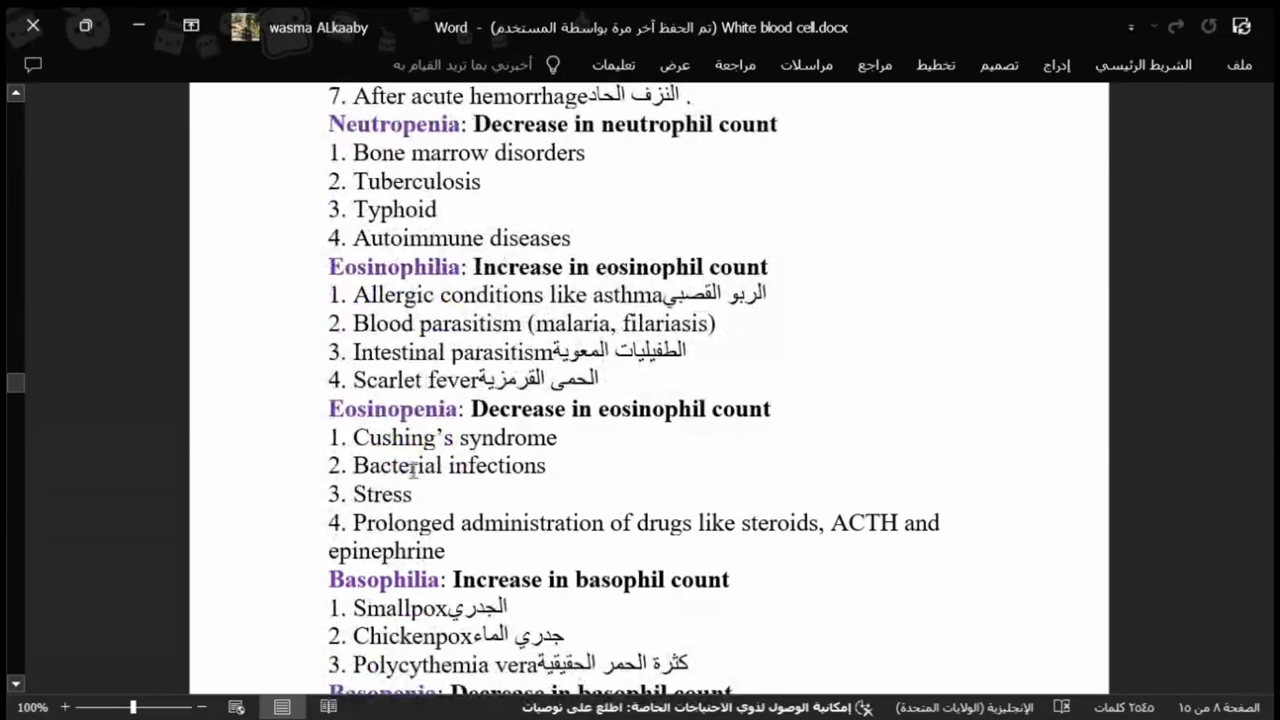 wasma ALkaaby
White blood cell.docx (تم الحفظ آخر مرة بواسطة المستخدم) - Word
ملف الشريط الرئيسي إدراج تصميم تخطيط مراجع مراسلات مراجعة عرض تعليمات أخبرني بما تريد القيام به
7. After acute hemorrhageالنزف الحاد .
Neutropenia: Decrease in neutrophil count
1. Bone marrow disorders
2. Tuberculosis
3. Typhoid
4. Autoimmune diseases
Eosinophilia: Increase in eosinophil count
1. Allergic conditions like asthmaالربو القصبي
2. Blood parasitism (malaria, filariasis)
3. Intestinal parasitismالطفيليات المعوية
4. Scarlet feverالحمى القرمزية
Eosinopenia: Decrease in eosinophil count
1. Cushing’s syndrome
2. Bacterial infections
3. Stress
4. Prolonged administration of drugs like steroids, ACTH and
epinephrine
Basophilia: Increase in basophil count
1. Smallpoxالجدري
2. Chickenpoxجدري الماء
3. Polycythemia veraكثرة الحمر الحقيقية
Basopenia: Decrease in basophil count
الصفحة ٨ من ١٥ ٢٥٤٥ كلمات الإنجليزية (الولايات المتحدة) إمكانية الوصول لذوي الاحتياجات الخاصة: اطلع على توصيات 100%